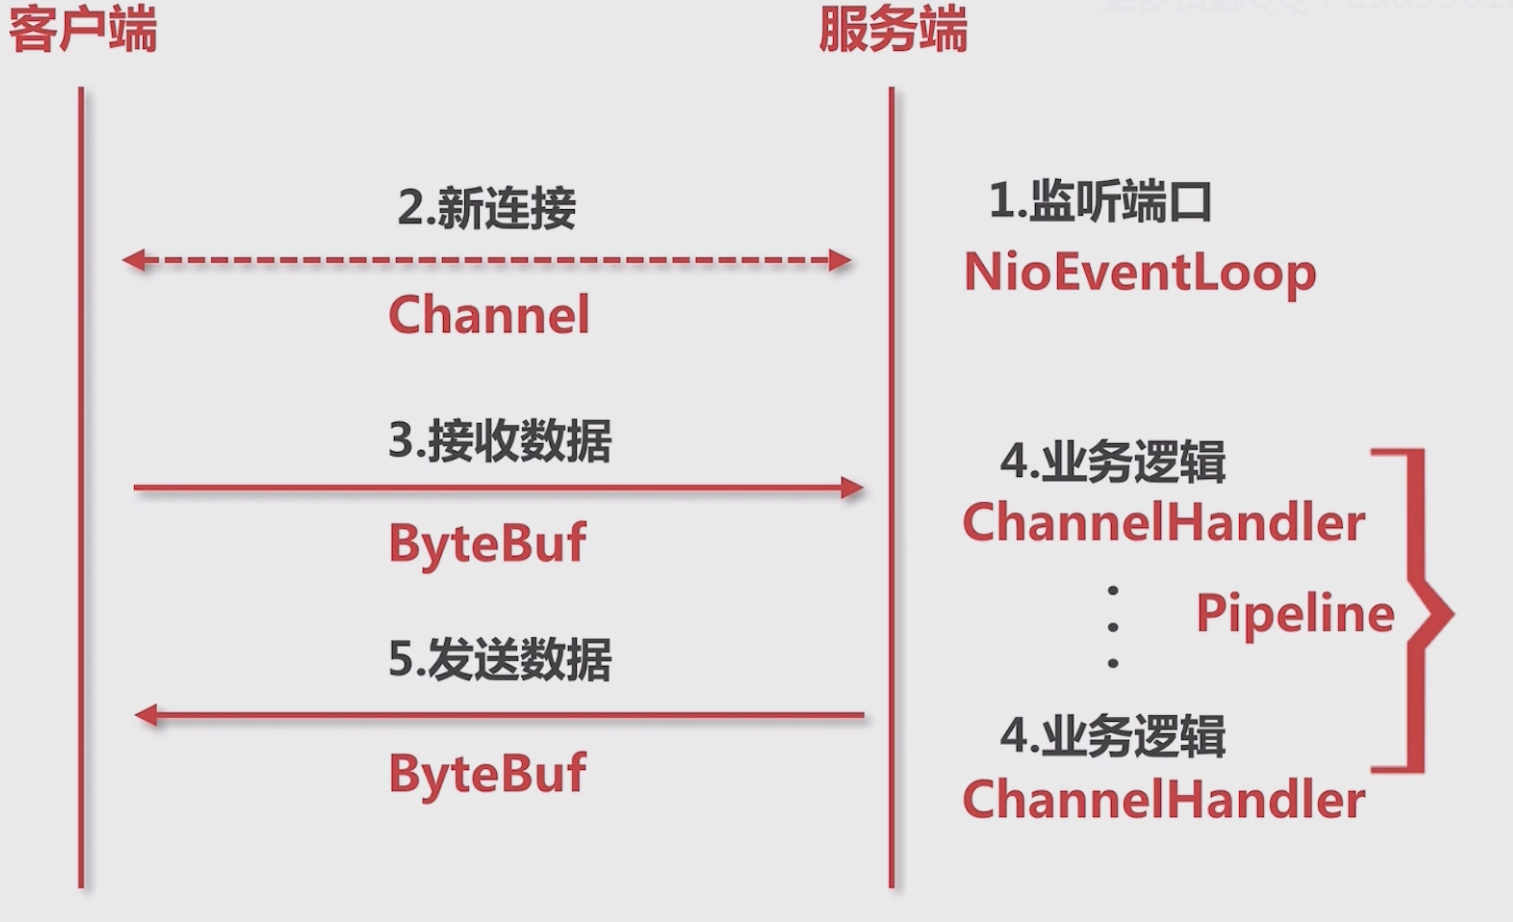 客户端
服务端
2.新连接
Channel
1.监听端口
NioEventLoop
3.接收数据
ByteBuf
4.业务逻辑
ChannelHandler
Pipeline
5.发送数据
ByteBuf
4.业务逻辑
ChannelHandler